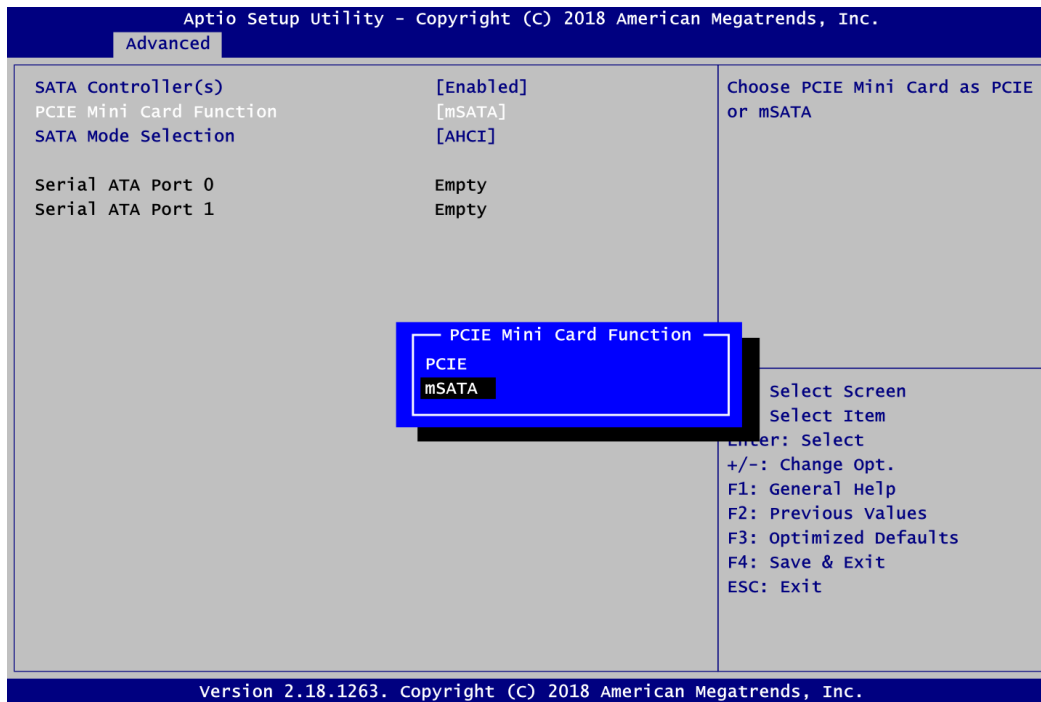 Aptio Setup Utility – Copyright (C) 2018 American Megatrends, Inc.
Advanced
SATA Controller(s) [Enabled]
PCIE Mini Card Function [mSATA]
SATA Mode Selection [AHCI]
Serial ATA Port 0 Empty
Serial ATA Port 1 Empty
Choose PCIE Mini Card as PCIE
or mSATA
PCIE Mini Card Function
PCIE
mSATA
Select Screen
Select Item
Enter: Select
+/-: Change Opt.
F1: General Help
F2: Previous Values
F3: Optimized Defaults
F4: Save & Exit
ESC: Exit
Version 2.18.1263. Copyright (C) 2018 American Megatrends, Inc.